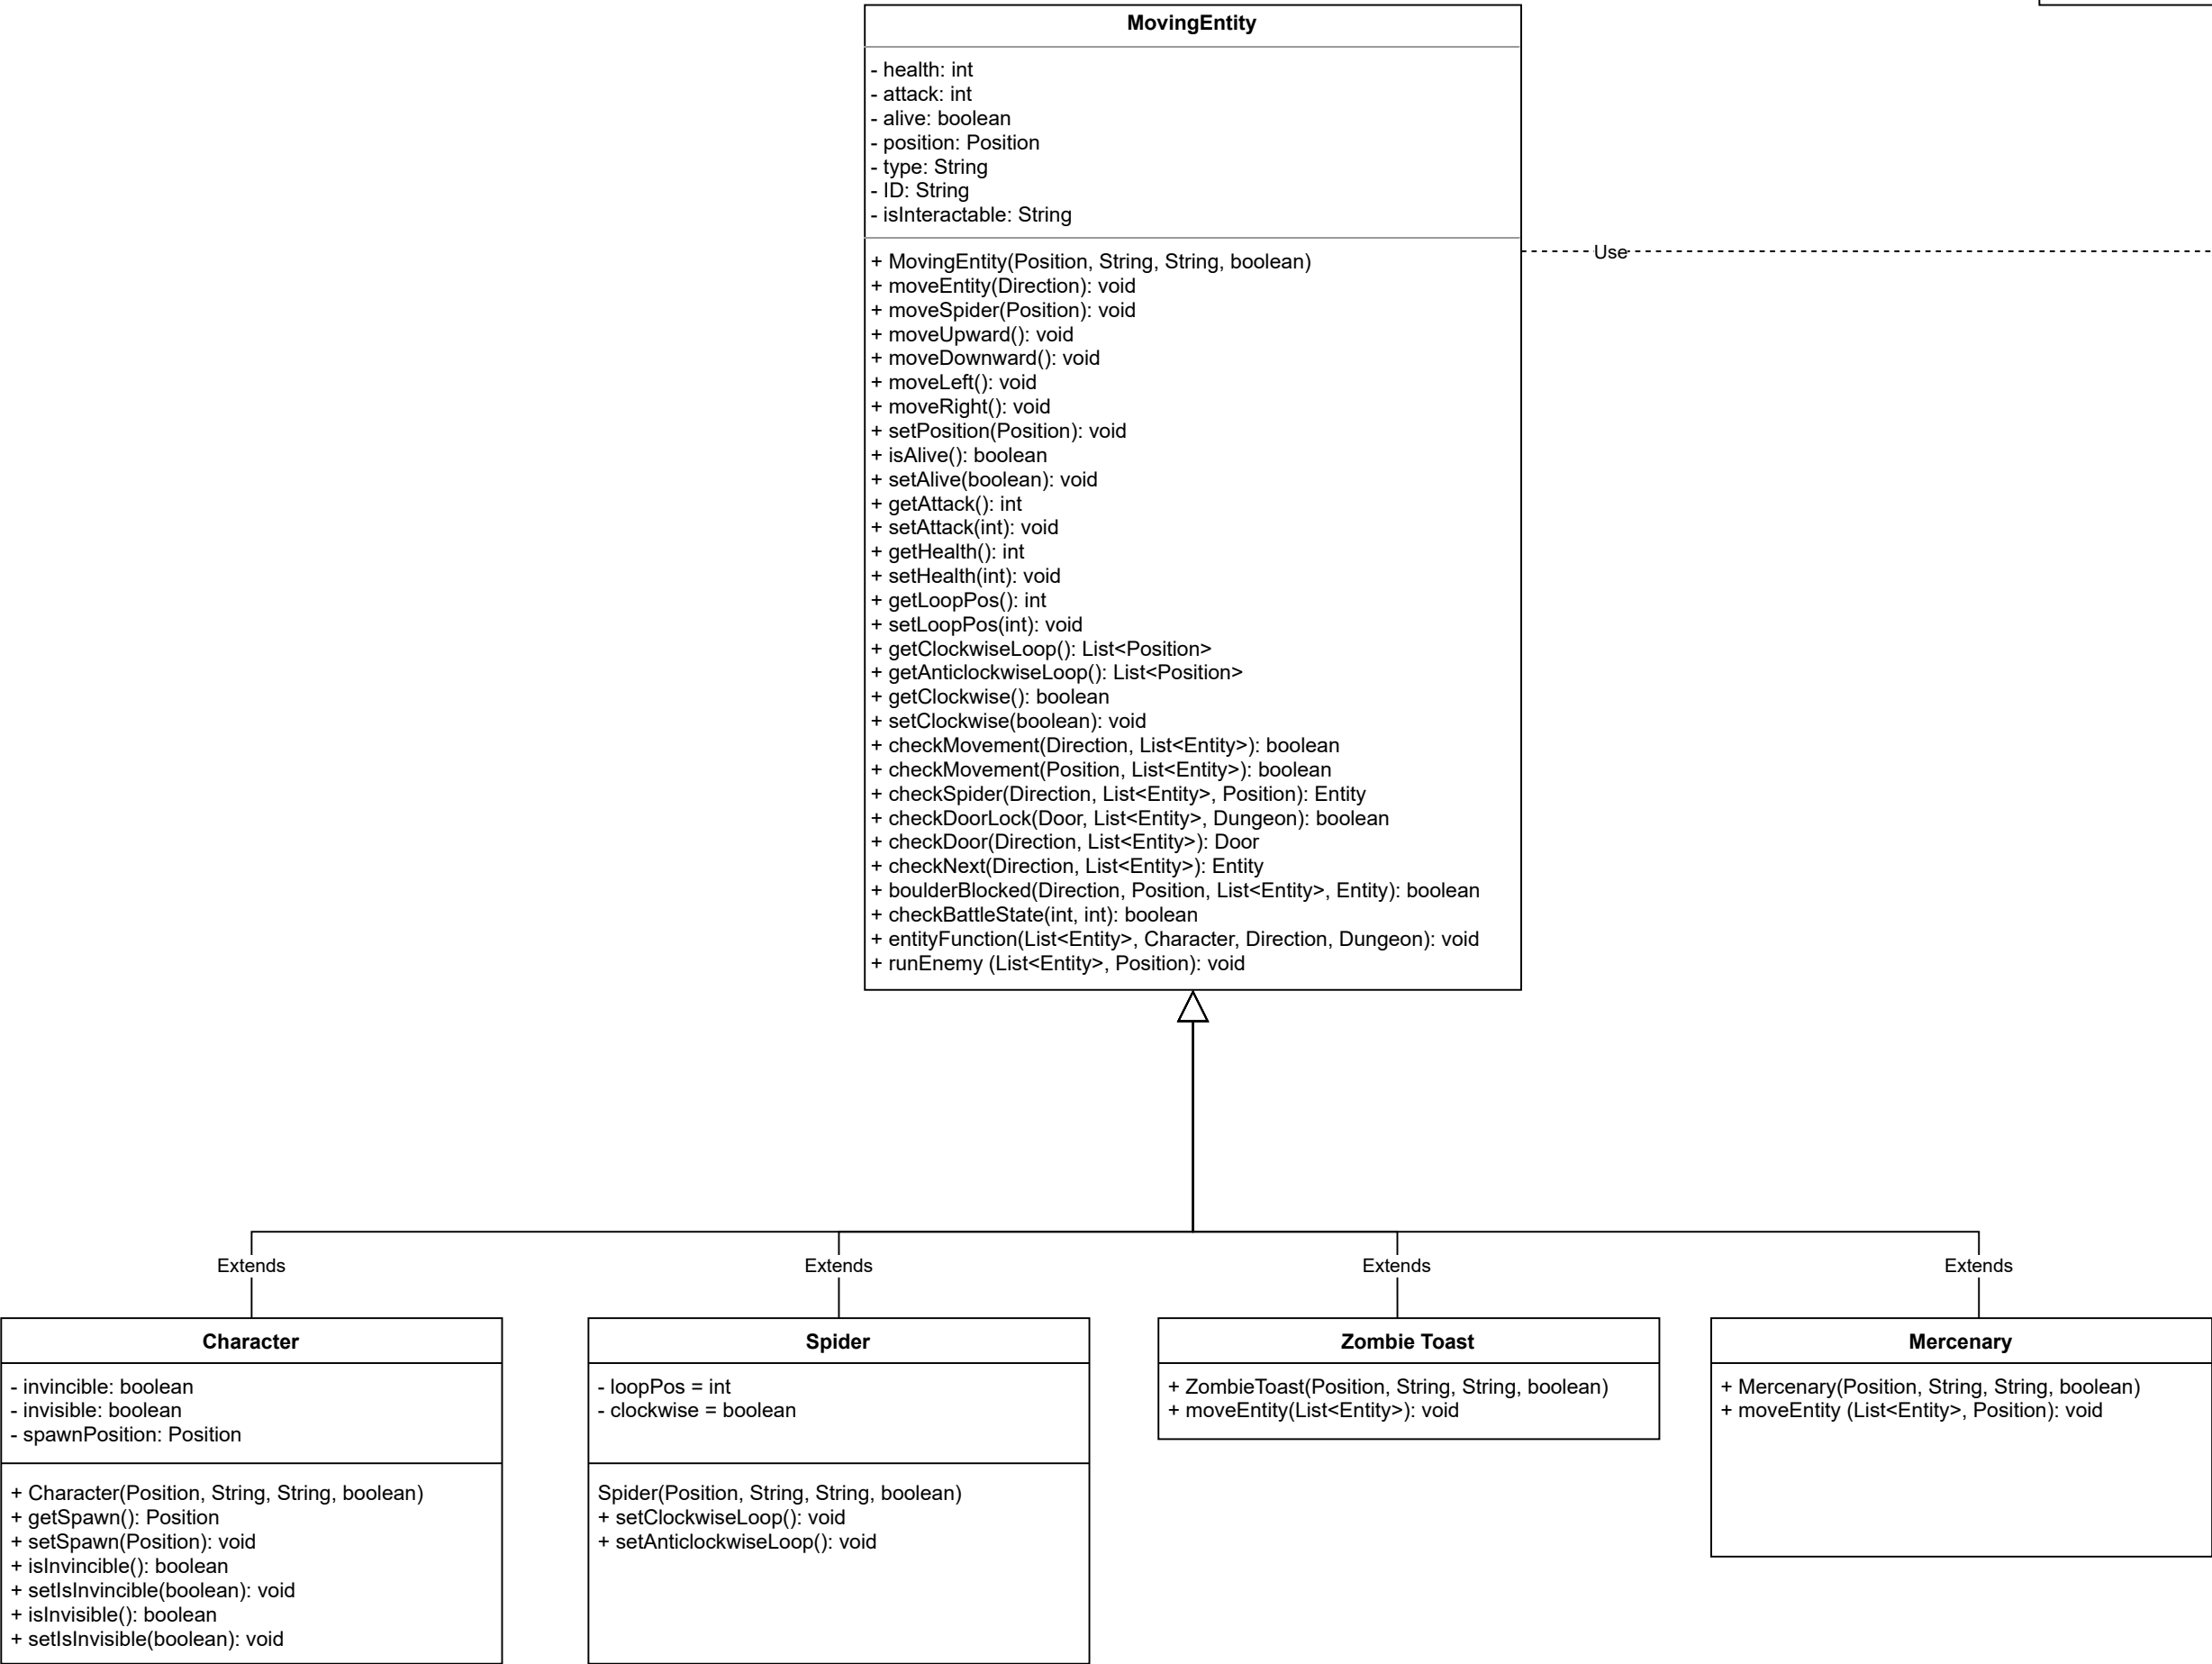 MovingEntity
- health: int
- attack: int
- alive: boolean
- position: Position
- type: String
- ID: String
- isInteractable: String
+ MovingEntity(Position, String, String, boolean)
+ moveEntity(Direction): void
+ moveSpider(Position): void
+ moveUpward(): void
+ moveDownward(): void
+ moveLeft(): void
+ moveRight(): void
+ setPosition(Position): void
+ isAlive(): boolean
+ setAlive(boolean): void
+ getAttack(): int
+ setAttack(int): void
+ getHealth(): int
+ setHealth(int): void
+ getLoopPos(): int
+ setLoopPos(int): void
+ getClockwiseLoop(): List<Position>
+ getAnticlockwiseLoop(): List<Position>
+ getClockwise(): boolean
+ setClockwise(boolean): void
+ checkMovement(Direction, List<Entity>): boolean
+ checkMovement(Position, List<Entity>): boolean
+ checkSpider(Direction, List<Entity>, Position): Entity
+ checkDoorLock(Door, List<Entity>, Dungeon): boolean
+ checkDoor(Direction, List<Entity>): Door
+ checkNext(Direction, List<Entity>): Entity
+ boulderBlocked(Direction, Position, List<Entity>, Entity): boolean
+ checkBattleState(int, int): boolean
+ entityFunction(List<Entity>, Character, Direction, Dungeon): void
+ runEnemy (List<Entity>, Position): void
Use
Extends
Extends
Extends
Extends
Character
- invincible: boolean
- invisible: boolean
- spawnPosition: Position
+ Character(Position, String, String, boolean)
+ getSpawn(): Position
+ setSpawn(Position): void
+ isInvincible(): boolean
+ setIsInvincible(boolean): void
+ isInvisible(): boolean
+ setIsInvisible(boolean): void
Spider
- loopPos = int
- clockwise = boolean
Spider(Position, String, String, boolean)
+ setClockwiseLoop(): void
+ setAnticlockwiseLoop(): void
Zombie Toast
+ ZombieToast(Position, String, String, boolean)
+ moveEntity(List<Entity>): void
Mercenary
+ Mercenary(Position, String, String, boolean)
+ moveEntity (List<Entity>, Position): void